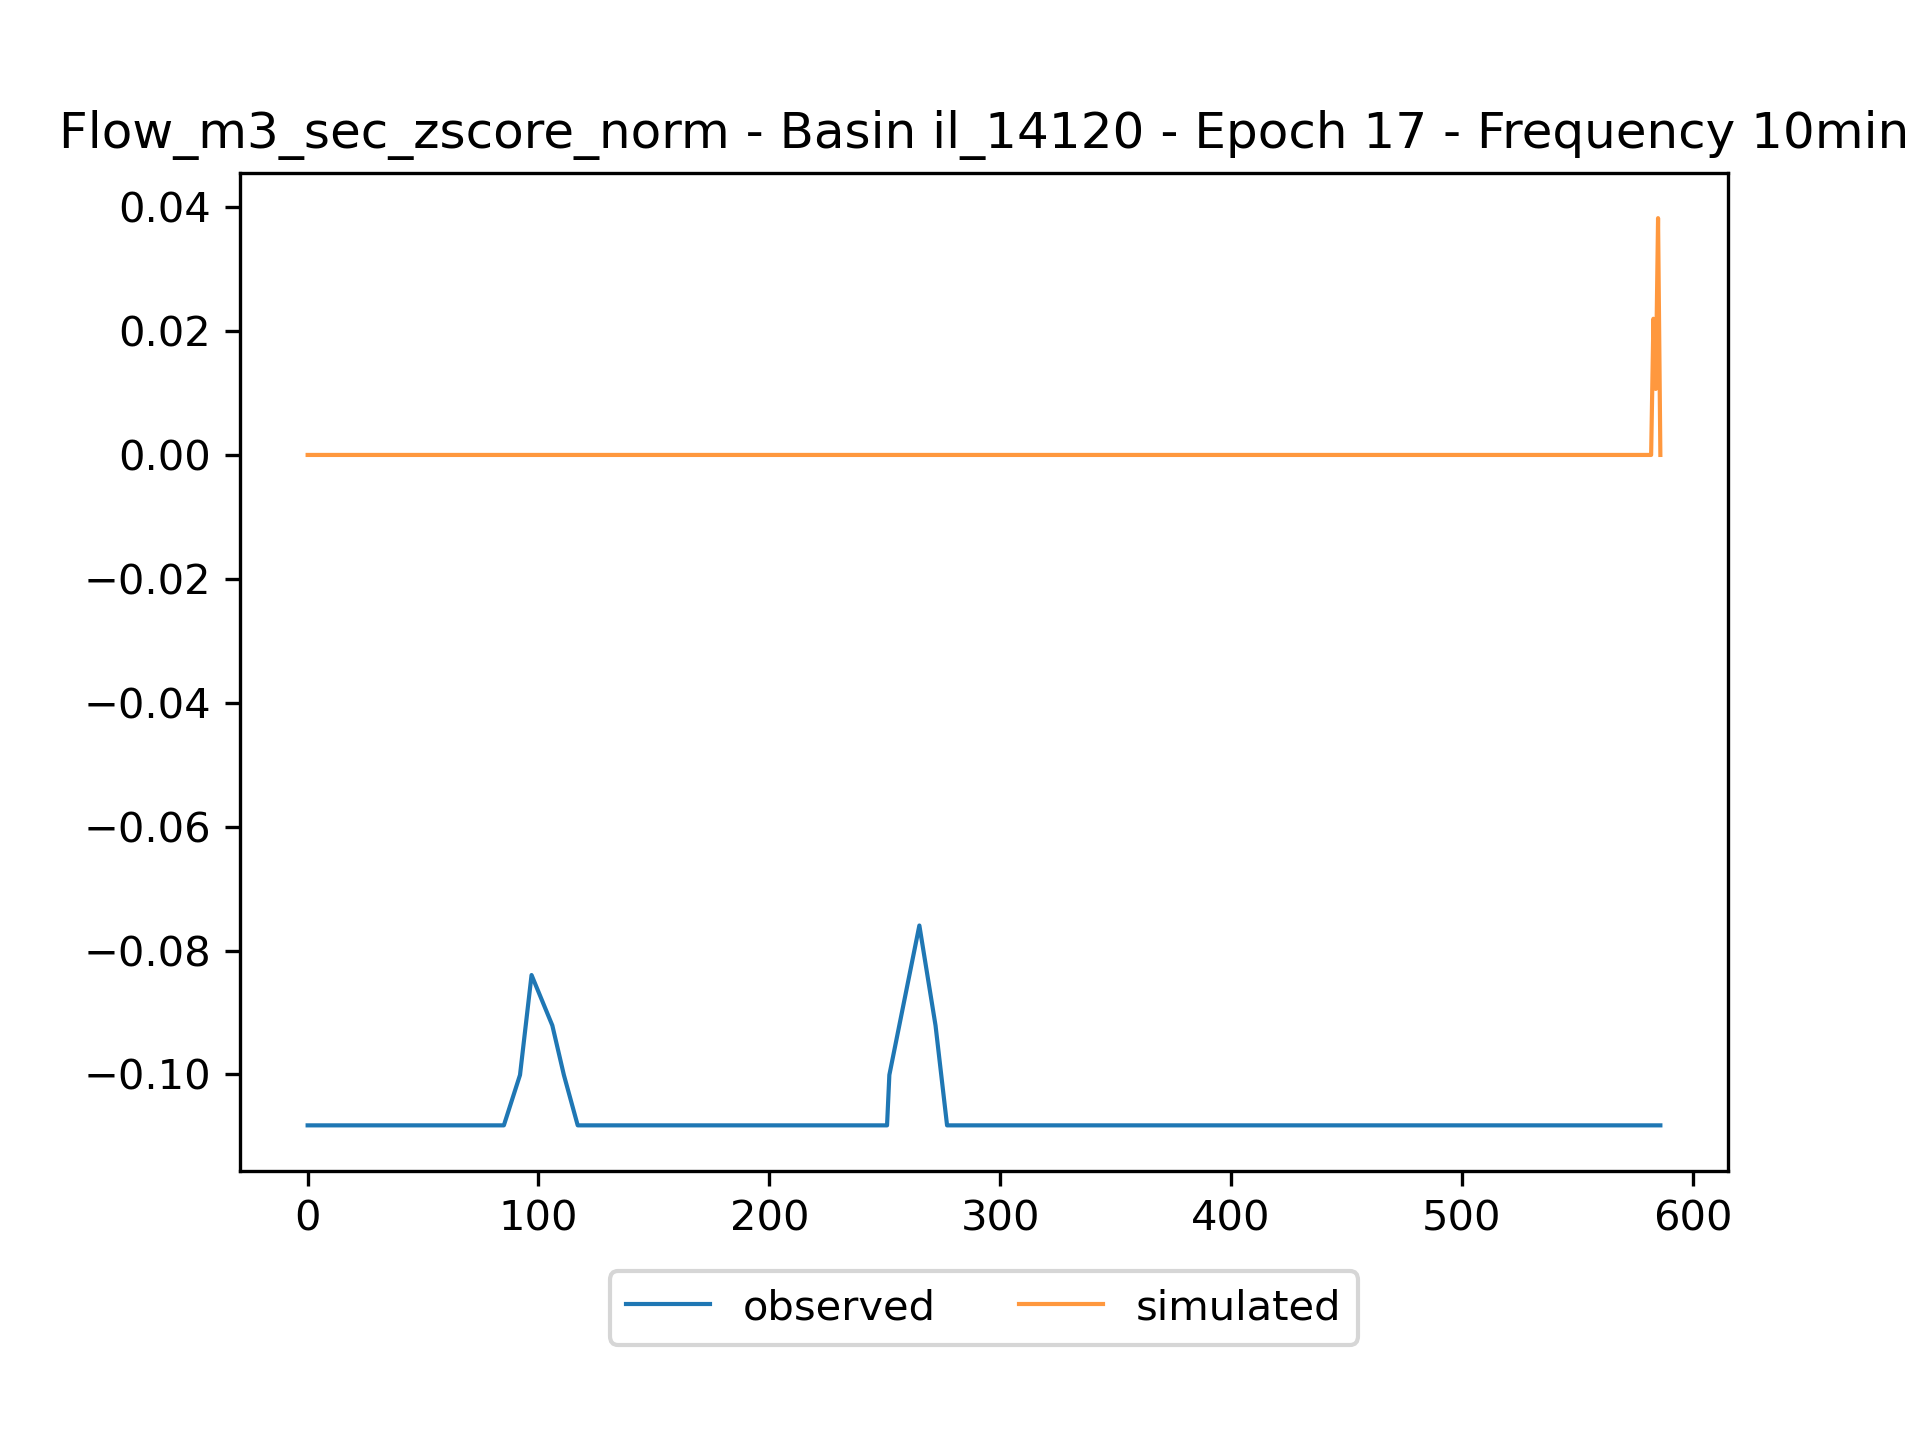 Flow_m3_sec_zscore_norm - Basin il_14120 - Epoch 17 - Frequency 10min
0.04
0.02
0.00
−0.02
−0.04
−0.06
−0.08
−0.10
0 100 200 300 400 500 600
observed simulated